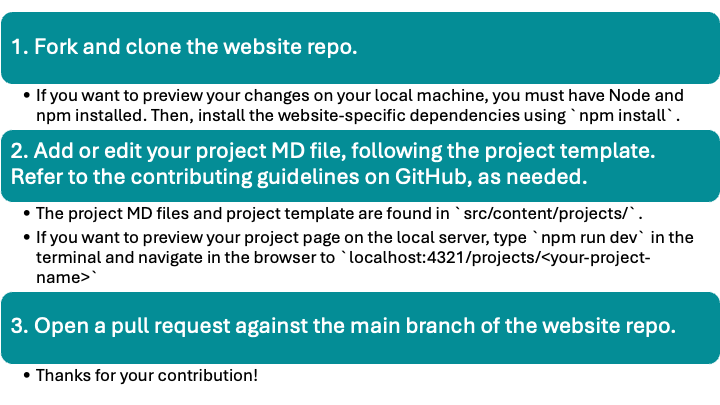 1. Fork and clone the website repo.
• If you want to preview your changes on your local machine, you must have Node and
npm installed. Then, install the website-specific dependencies using `npm install`.
2. Add or edit your project MD file, following the project template.
Refer to the contributing guidelines on GitHub, as needed.
• The project MD files and project template are found in `src/content/projects/`.
• If you want to preview your project page on the local server, type `npm run dev` in the
terminal and navigate in the browser to `localhost:4321/projects/<your-project-
name>`
3. Open a pull request against the main branch of the website repo.
• Thanks for your contribution!